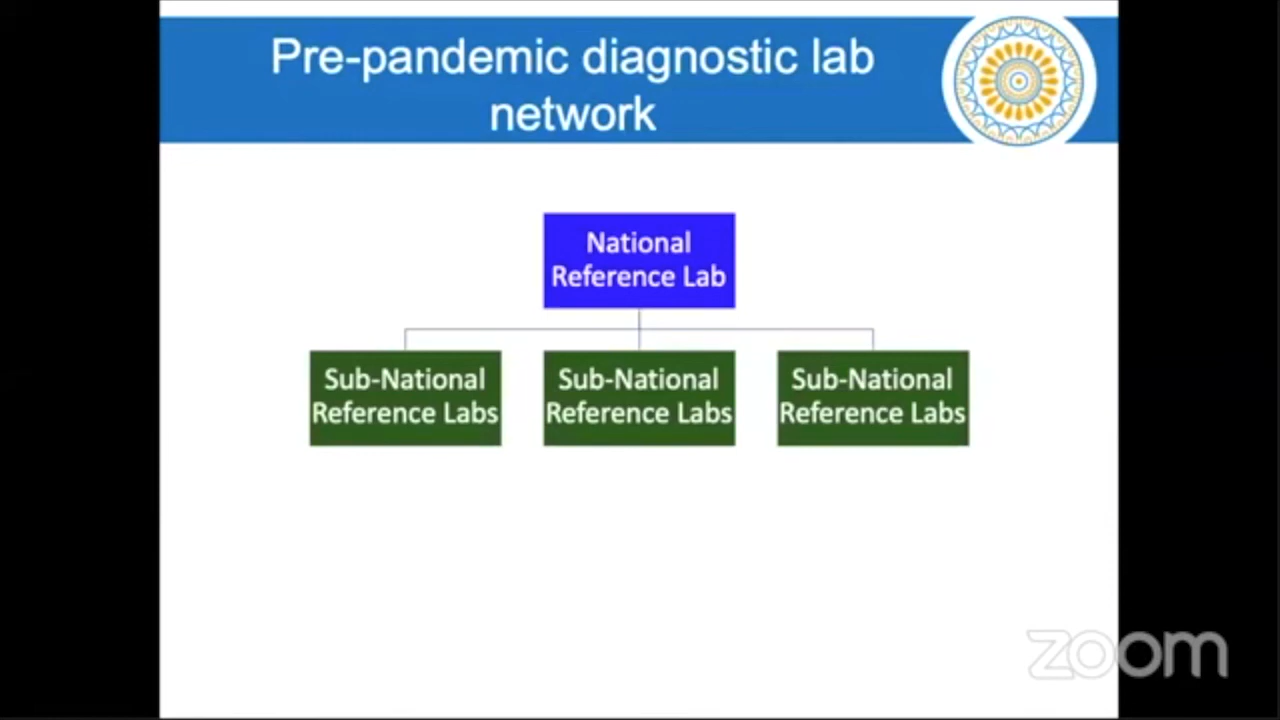 Pre-pandemic diagnostic lab
network
National
Reference Lab
Sub-National
Reference Labs
Sub-National
Reference Labs
Sub-National
Reference Labs
zoom